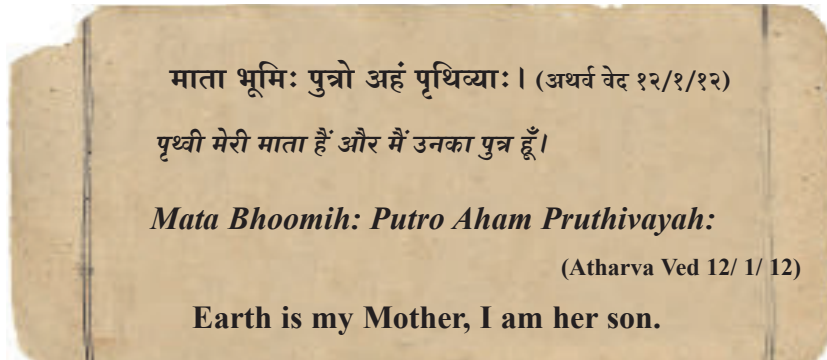 माता भूमिः पुत्रो अहं पृथिव्याः। (अथर्व वेद १२/१/१२)
पृथ्वी मेरी माता हैं और मैं उनका पुत्र हूँ।
Mata Bhoomih: Putro Aham Pruthivayah:
(Atharva Ved 12/ 1/ 12)
Earth is my Mother, I am her son.